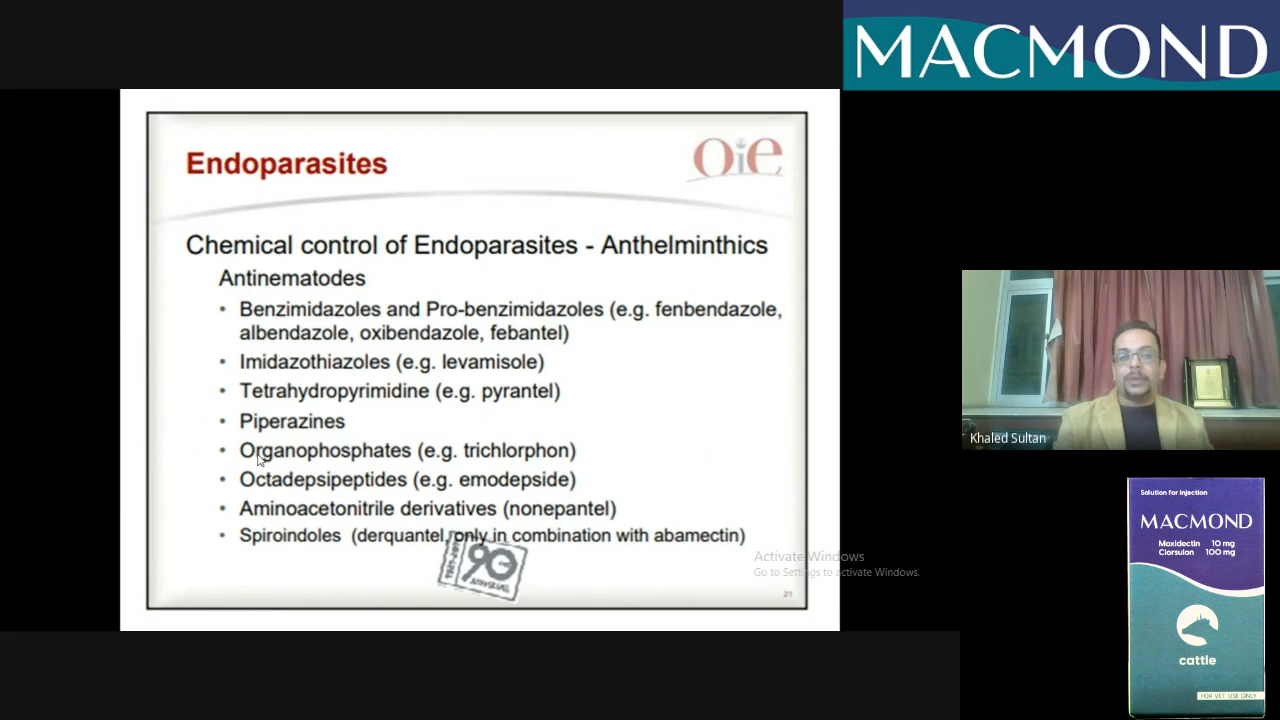 MACMOND
Endoparasites
Oie
Chemical control of Endoparasites - Anthelminthics
Antinematodes
• Benzimidazoles and Pro-benzimidazoles (e.g. fenbendazole,
albendazole, oxibendazole, febantel)
• Imidazothiazoles (e.g. levamisole)
• Tetrahydropyrimidine (e.g. pyrantel)
• Piperazines
• Organophosphates (e.g. trichlorphon)
• Octadepsipeptides (e.g. emodepside)
• Aminoacetonitrile derivatives (nonepantel)
• Spiroindoles (derquantel, only in combination with abamectin)
90
21
Activate Windows
Go to Settings to activate Windows.
Khaled Sultan
Solution for Injection
MACMOND
Moxidectin 10 mg
Clorsulon 100 mg
cattle
FOR VET. USE ONLY